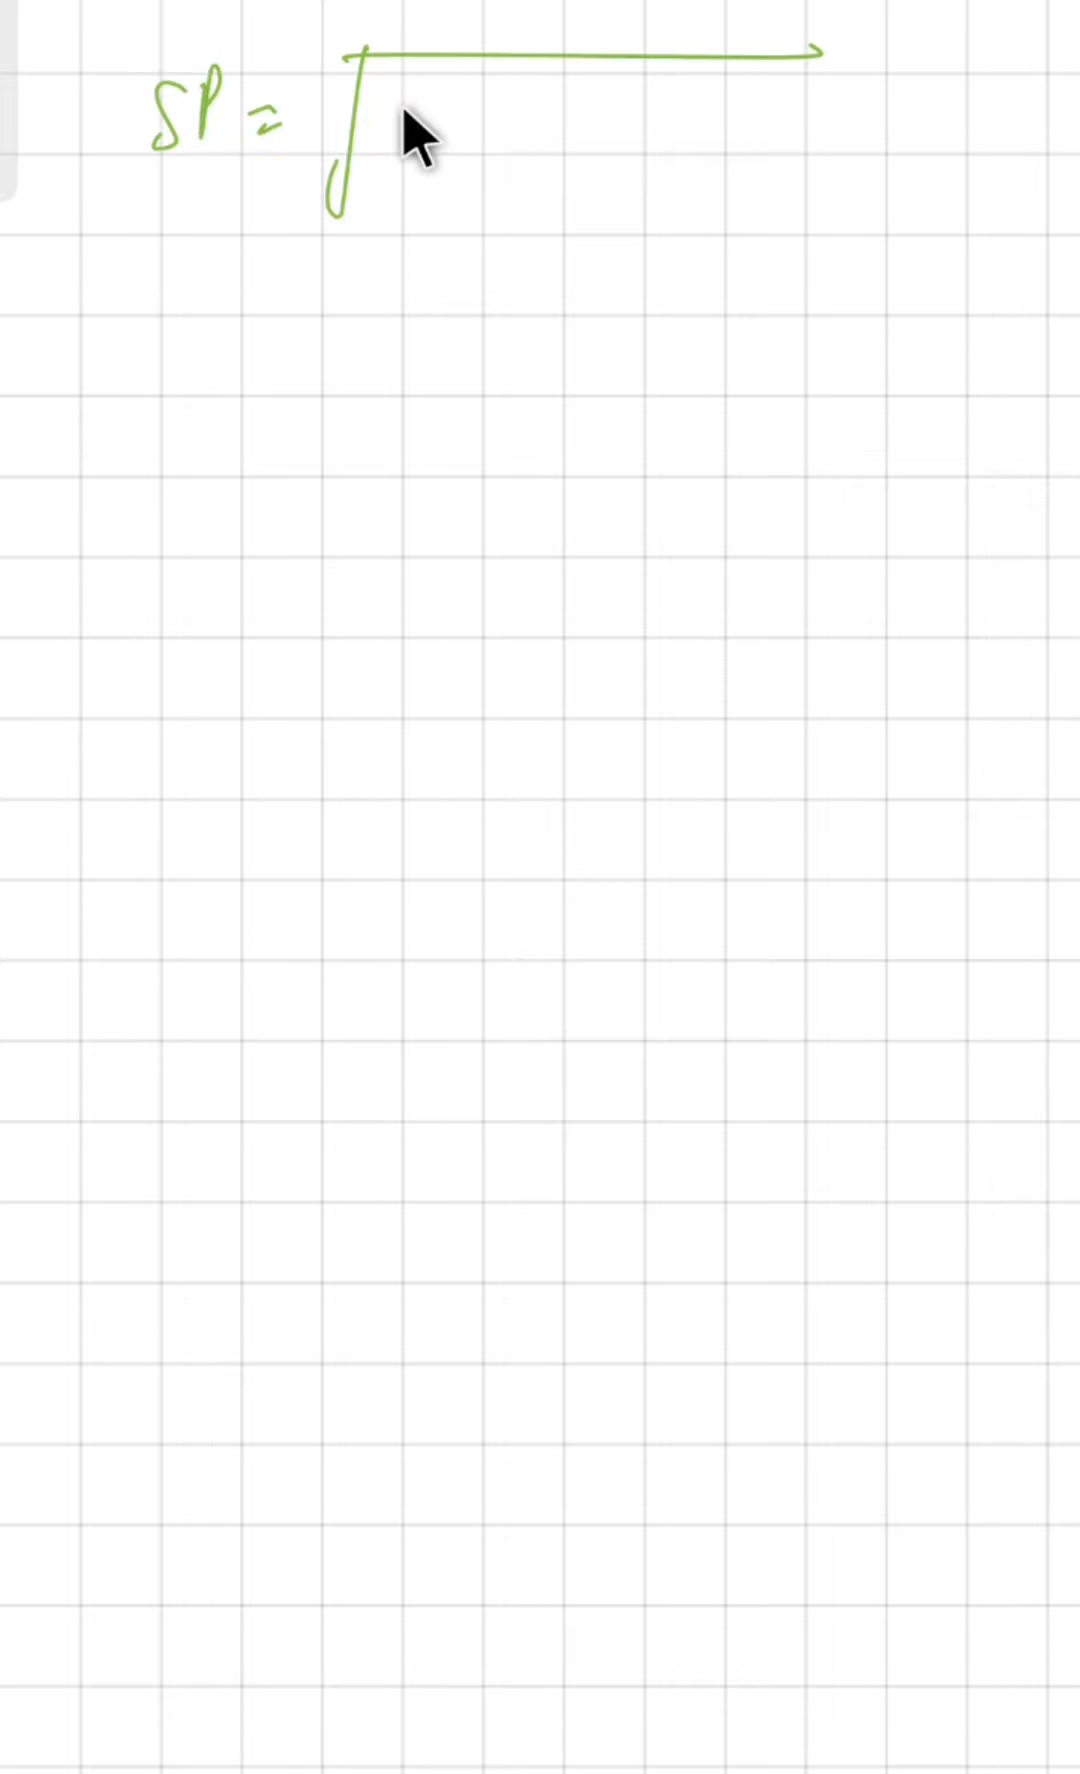 SP = √